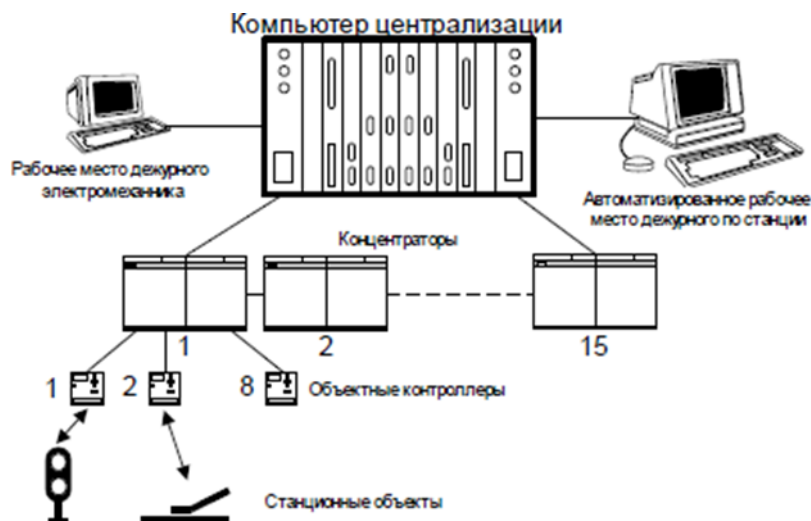 Компьютер централизации
Рабочее место дежурного
электромеханника
Автоматизированное рабочее
место дежурного по станции
Концентраторы
1
2
15
1
2
8
Объектные контроллеры
Станционные объекты